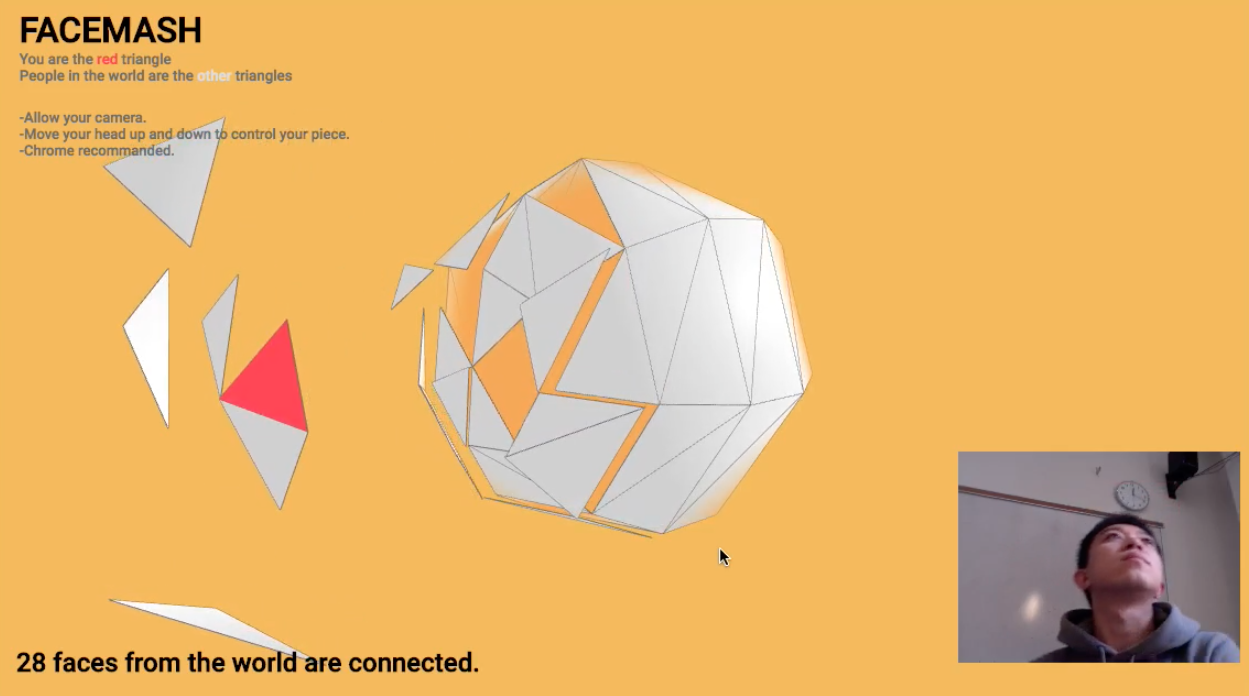 FACEMASH
You are the red triangle
People in the world are the other triangles
-Allow your camera.
-Move your head up and down to control your piece.
-Chrome recommanded.
28 faces from the world are connected.